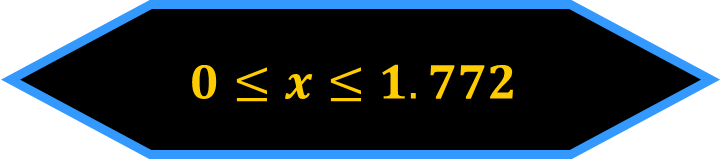 0 ≤ x ≤ 1.772